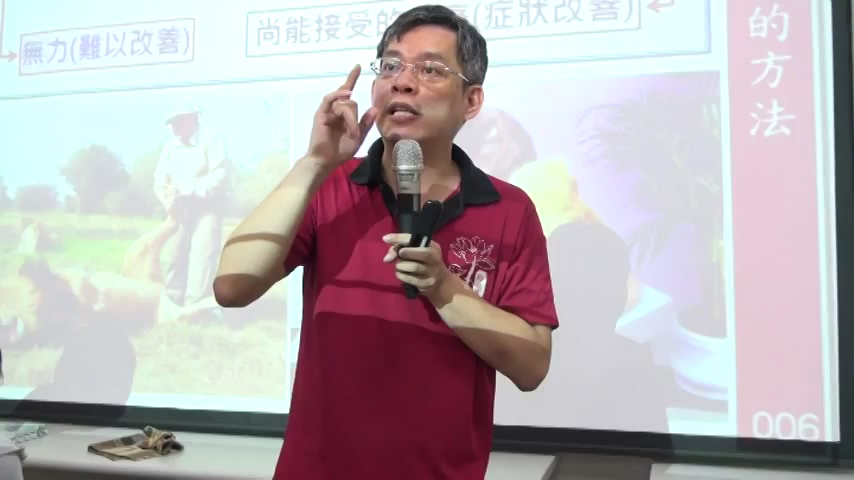 無力(難以改善)
尚能接受的
(症狀改善)
的方法
006